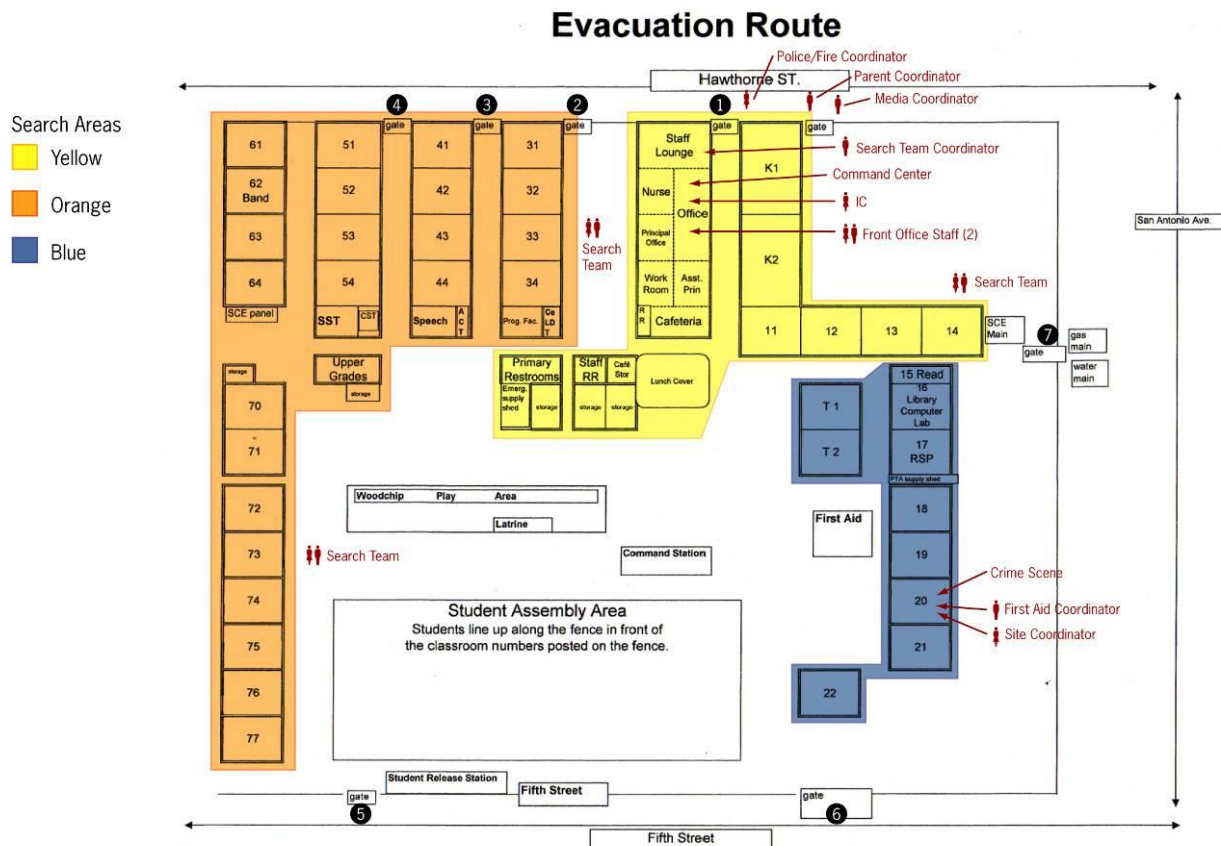 Evacuation Route
Police/Fire Coordinator
Hawthorne ST.
Parent Coordinator
Media Coordinator
Search Areas
Yellow
Orange
Blue
4
3
2
1
gate
gate
gate
gate
gate
61
62
Band
63
64
SCE panel
51
52
53
54
SST
CST
41
42
43
44
Speech
A
C
T
31
32
33
34
Prog. Fac.
Ce
LD
T
Search
Team
Staff
Lounge
Nurse
Office
Principal
Office
Work
Room
Asst.
Prin
R
R
Cafeteria
K1
K2
11
12
13
14
Search Team Coordinator
Command Center
IC
Front Office Staff (2)
Search Team
San Antonio Ave.
SCE
Main
7
gate
gas
main
water
main
Upper
Grades
storage
storage
70
71
72
73
74
75
76
77
Search Team
Primary
Restrooms
Emerg.
supply
shed
storage
Staff
RR
Café
Stor
storage
storage
Lunch Cover
T 1
T 2
15 Read
16
Library
Computer
Lab
17
RSP
PTA supply shed
18
19
20
21
22
Woodchip Play Area
Latrine
First Aid
Command Station
Crime Scene
First Aid Coordinator
Site Coordinator
Student Assembly Area
Students line up along the fence in front of
the classroom numbers posted on the fence.
Student Release Station
Fifth Street
gate
5
gate
6
Fifth Street